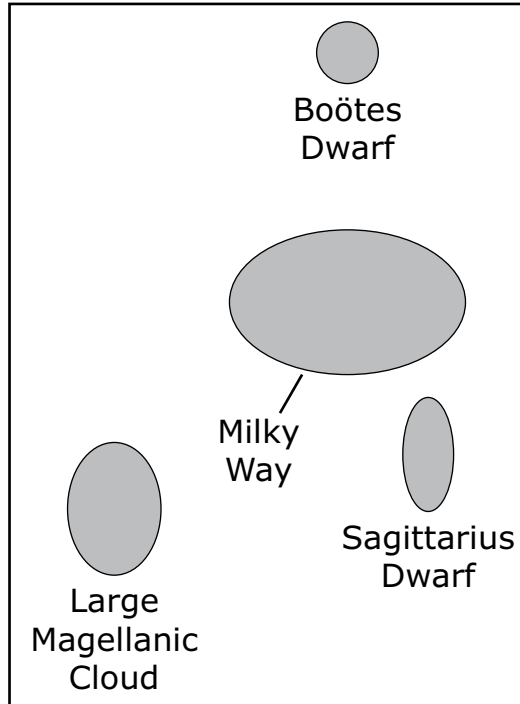 Boötes
Dwarf
Milky
Way
Sagittarius
Dwarf
Large
Magellanic
Cloud